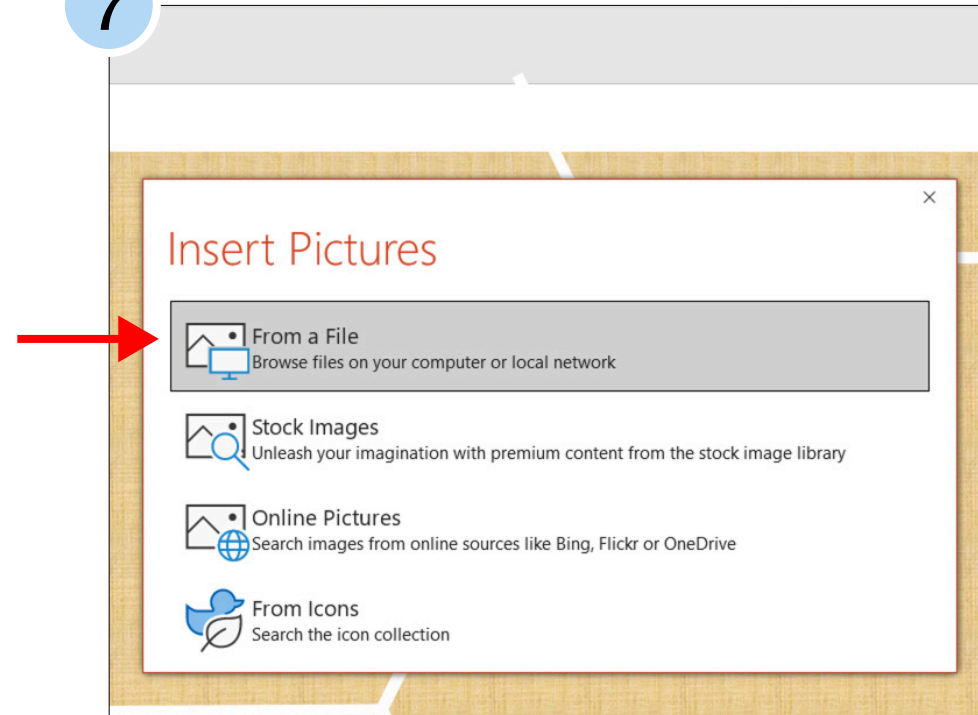 7
Insert Pictures
From a File
Browse files on your computer or local network
Stock Images
Unleash your imagination with premium content from the stock image library
Online Pictures
Search images from online sources like Bing, Flickr or OneDrive
From Icons
Search the icon collection